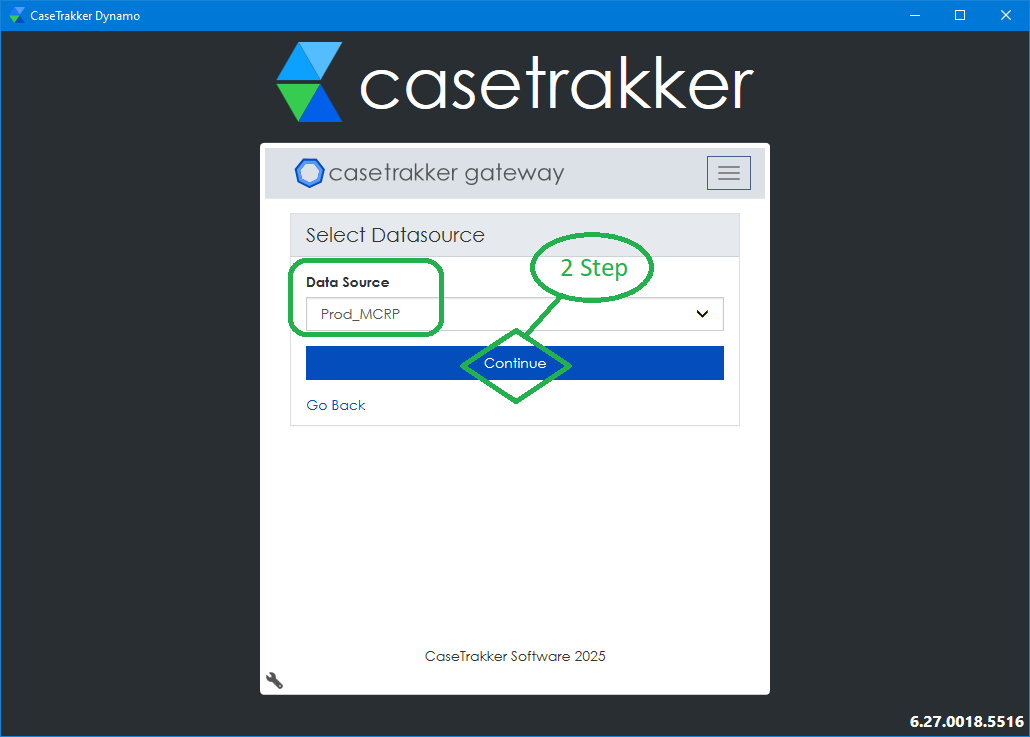 CaseTrakker Dynamo
casetrakker
casetrakker gateway
Select Datasource
2 Step
Data Source
Prod_MCRP
Continue
Go Back
CaseTrakker Software 2025
6.27.0018.5516